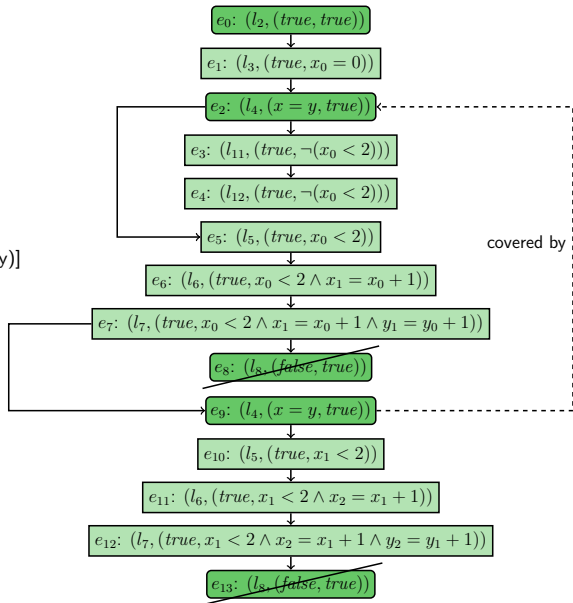 e₀: (l₂, (true, true))
e₁: (l₃, (true, x₀ = 0))
e₂: (l₄, (x = y, true))
e₃: (l₁₁, (true, ¬(x₀ < 2)))
e₄: (l₁₂, (true, ¬(x₀ < 2)))
e₅: (l₅, (true, x₀ < 2))
covered by
y)]
e₆: (l₆, (true, x₀ < 2 ∧ x₁ = x₀ + 1))
e₇: (l₇, (true, x₀ < 2 ∧ x₁ = x₀ + 1 ∧ y₁ = y₀ + 1))
e₈: (l₈, (false, true))
e₉: (l₄, (x = y, true))
e₁₀: (l₅, (true, x₁ < 2))
e₁₁: (l₆, (true, x₁ < 2 ∧ x₂ = x₁ + 1))
e₁₂: (l₇, (true, x₁ < 2 ∧ x₂ = x₁ + 1 ∧ y₂ = y₁ + 1))
e₁₃: (l₈, (false, true))